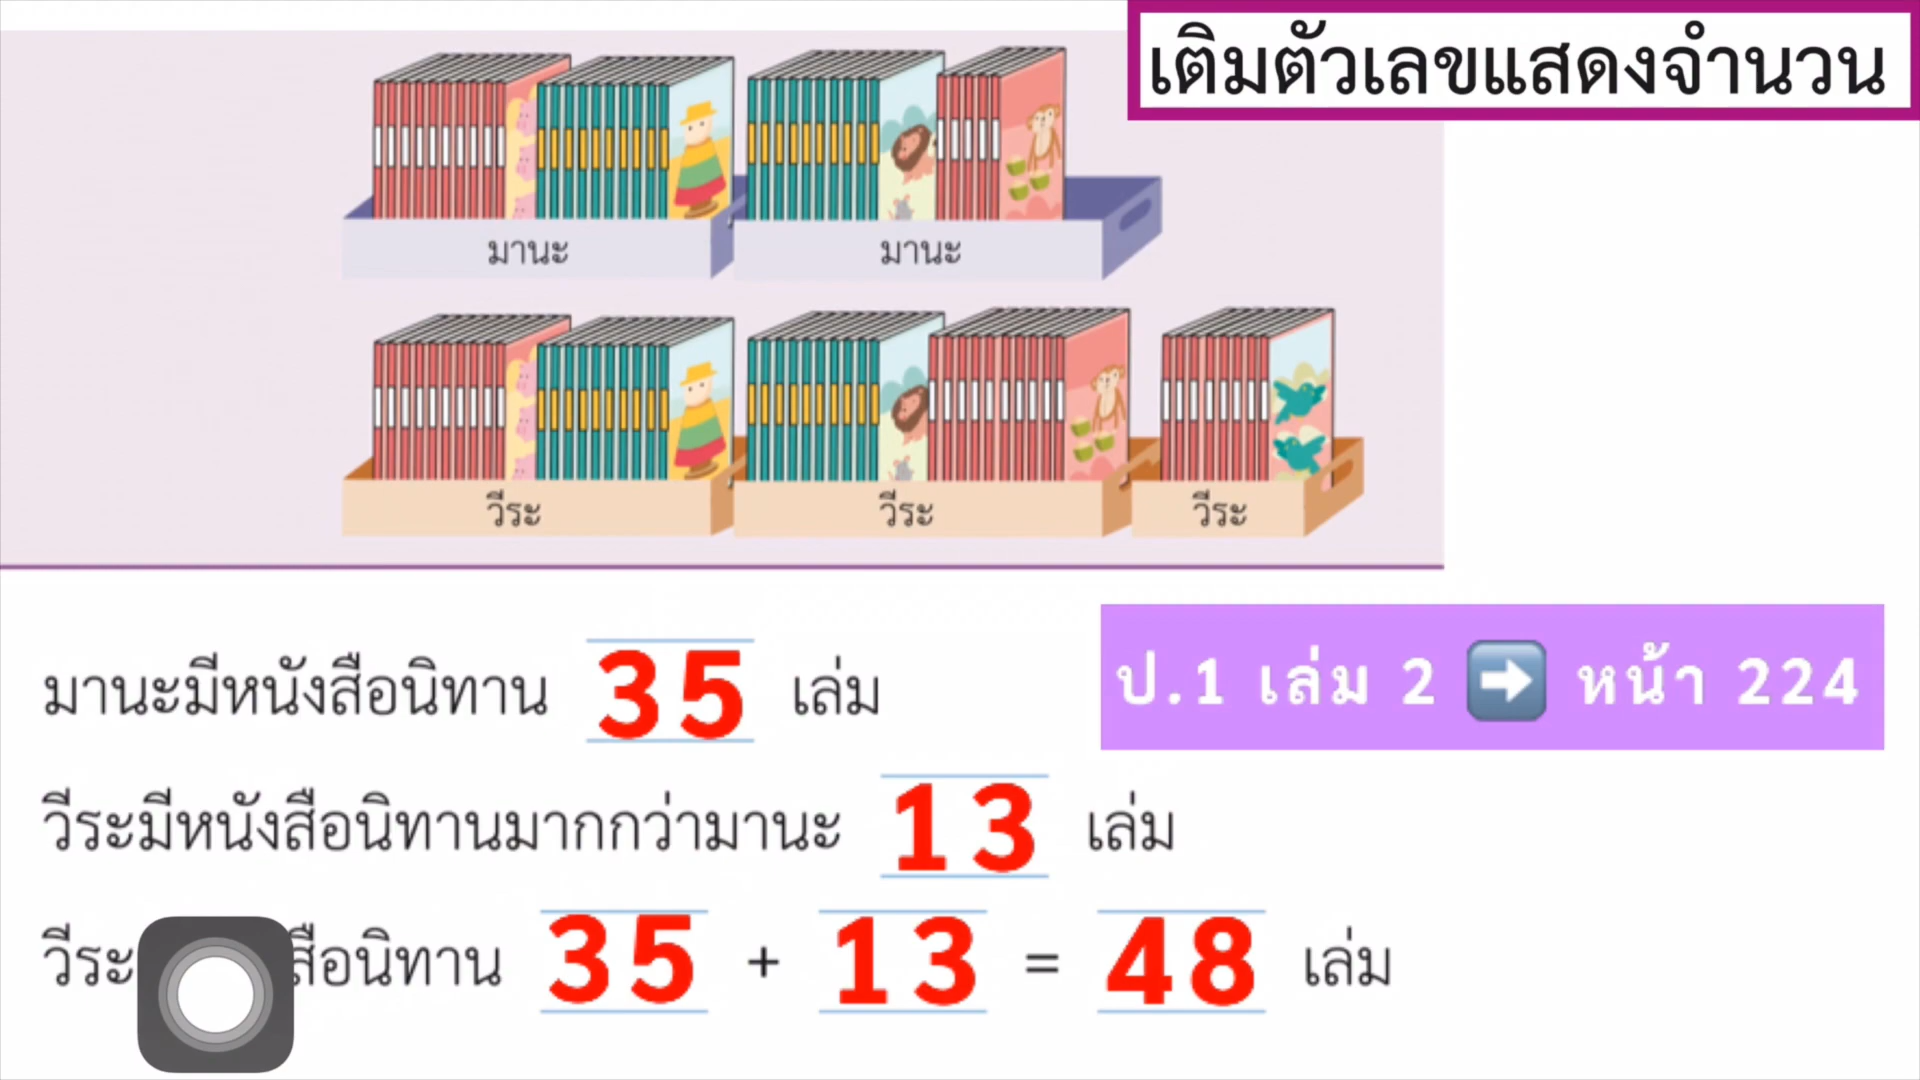 เติมตัวเลขแสดงจำนวน
มานะ มานะ
วีระ วีระ วีระ
มานะมีหนังสือนิทาน 35 เล่ม
ป.1 เล่ม 2 ➡ หน้า 224
วีระมีหนังสือนิทานมากกว่ามานะ 13 เล่ม
วีระ สือนิทาน 35 + 13 = 48 เล่ม